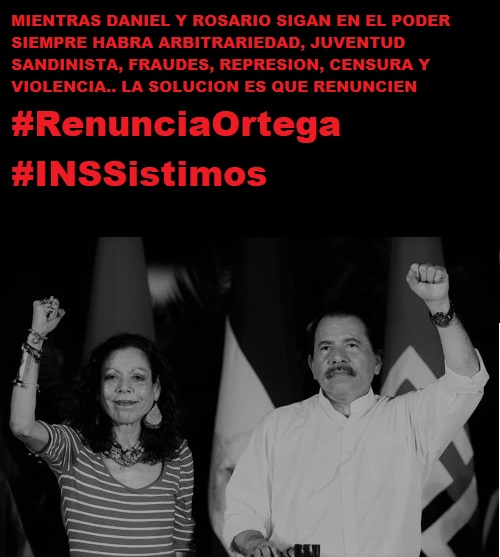 MIENTRAS DANIEL Y ROSARIO SIGAN EN EL PODER
SIEMPRE HABRA ARBITRARIEDAD, JUVENTUD
SANDINISTA, FRAUDES, REPRESION, CENSURA Y
VIOLENCIA.. LA SOLUCION ES QUE RENUNCIEN
#RenunciaOrtega
#INSSistimos